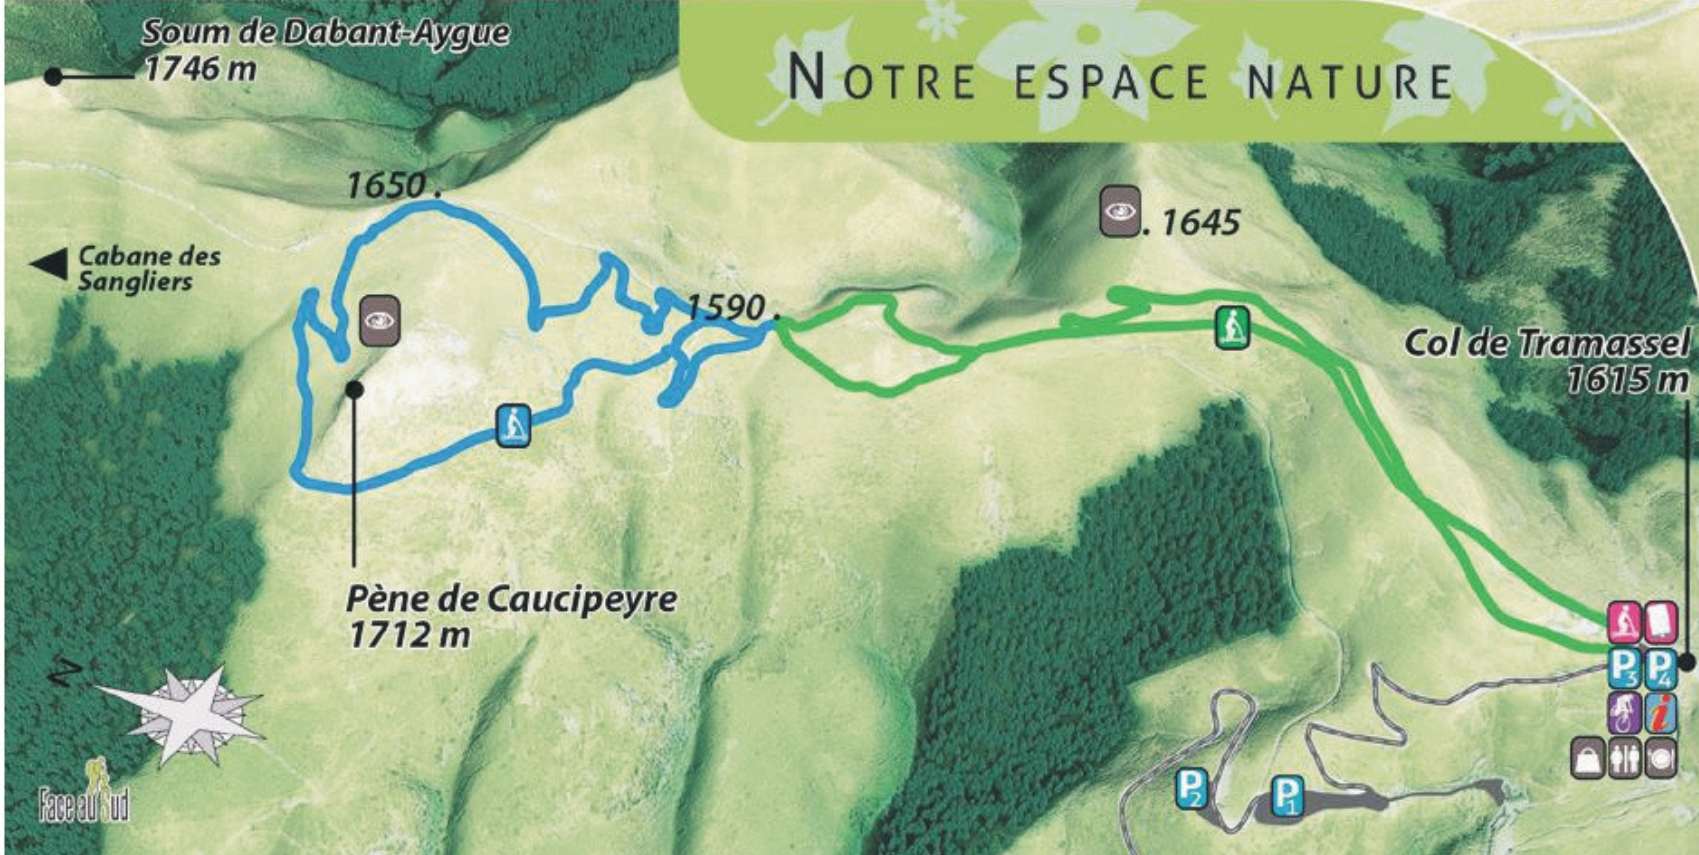 Soum de Dabant-Aygue
1746 m
NOTRE ESPACE NATURE
1650 .
. 1645
Cabane des
Sangliers
1590 .
Col de Tramassel
1615 m
Pène de Caucipeyre
1712 m
N
P3 P4
i
P2 P1
Face au Sud